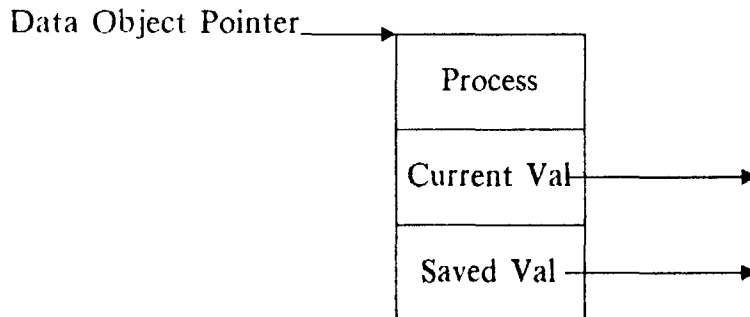 Data Object Pointer
Process
Current Val
Saved Val